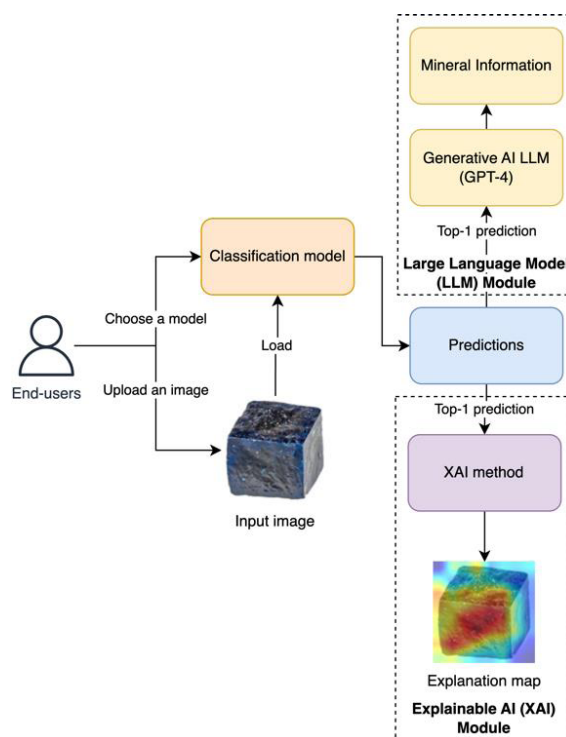 Mineral Information
Generative AI LLM
(GPT-4)
Top-1 prediction
Large Language Model
(LLM) Module
Classification model
Choose a model
Load
Predictions
End-users
Upload an image
Top-1 prediction
XAI method
Input image
Explanation map
Explainable AI (XAI)
Module